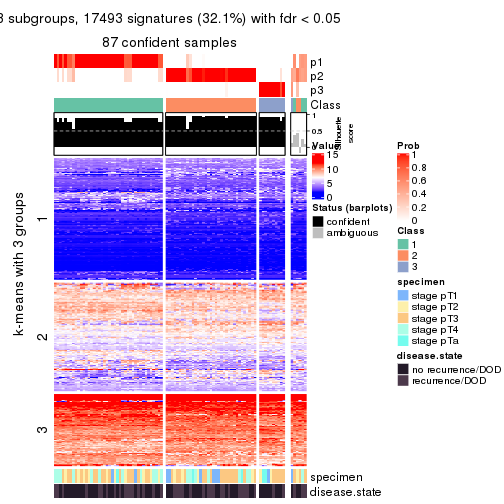 3 subgroups, 17493 signatures (32.1%) with fdr < 0.05
87 confident samples
p1
p2
p3
Class
1
0.5
0
Silhouette
score
k-means with 3 groups
1
2
3
specimen
disease.state
Value
15
10
5
0
Status (barplots)
confident
ambiguous
Prob
1
0.8
0.6
0.4
0.2
0
Class
1
2
3
specimen
stage pT1
stage pT2
stage pT3
stage pT4
stage pTa
disease.state
no recurrence/DOD
recurrence/DOD